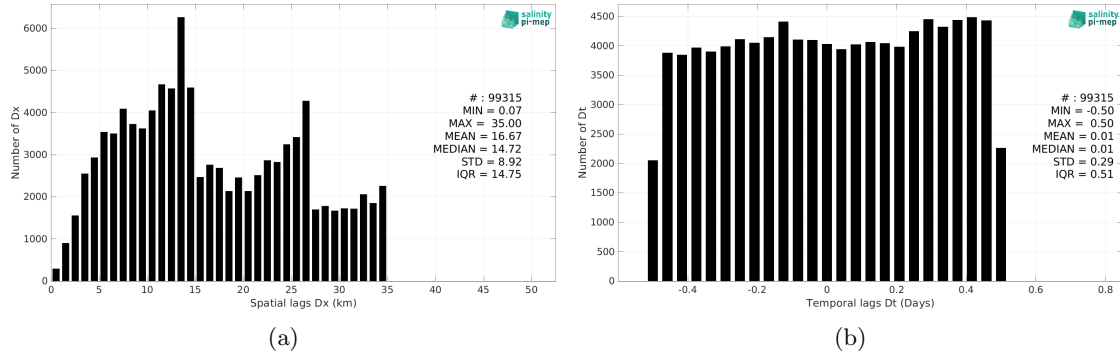 salinity
pi-mep
6000
5000
4000
3000
2000
1000
0
Number of Dx
# : 99315
MIN = 0.07
MAX = 35.00
MEAN = 16.67
MEDIAN = 14.72
STD = 8.92
IQR = 14.75
0 5 10 15 20 25 30 35 40 45 50
Spatial lags Dx (km)
(a)
salinity
pi-mep
4500
4000
3500
3000
2500
2000
1500
1000
500
0
Number of Dt
# : 99315
MIN = -0.50
MAX = 0.50
MEAN = 0.01
MEDIAN = 0.01
STD = 0.29
IQR = 0.51
-0.4 -0.2 0 0.2 0.4 0.6 0.8
Temporal lags Dt (Days)
(b)